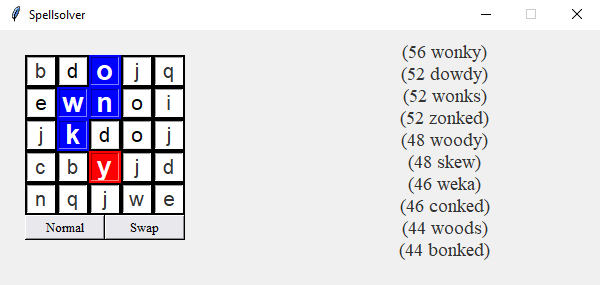 Spellsolver
b d o j q
e w n o i
j k d o j
c b y j d
n q j w e
Normal Swap
(56 wonky)
(52 dowdy)
(52 wonks)
(52 zonked)
(48 woody)
(48 skew)
(46 weka)
(46 conked)
(44 woods)
(44 bonked)